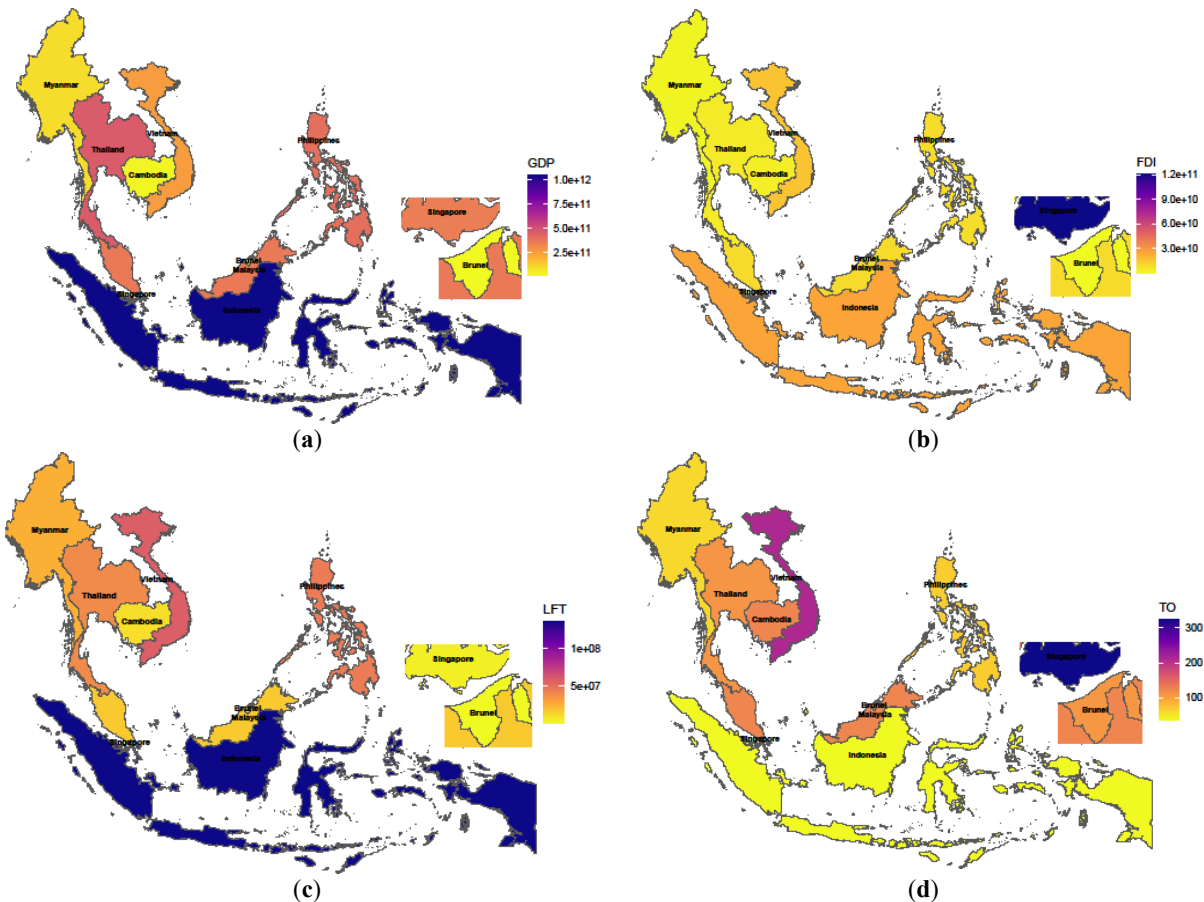 Myanmar
Vietnam
Thailand
Cambodia
Philippines
Brunei
Malaysia
Singapore
Indonesia
Singapore
Brunei
GDP
1.0e+12
7.5e+11
5.0e+11
2.5e+11
(a)
Myanmar
Vietnam
Thailand
Cambodia
Philippines
Brunei
Malaysia
Singapore
Indonesia
Singapore
Brunei
FDI
1.2e+11
9.0e+10
6.0e+10
3.0e+10
(b)
Myanmar
Vietnam
Thailand
Cambodia
Philippines
Brunei
Malaysia
Singapore
Indonesia
Singapore
Brunei
LFT
1e+08
5e+07
(c)
Myanmar
Vietnam
Thailand
Cambodia
Philippines
Brunei
Malaysia
Singapore
Indonesia
Singapore
Brunei
TO
300
200
100
(d)